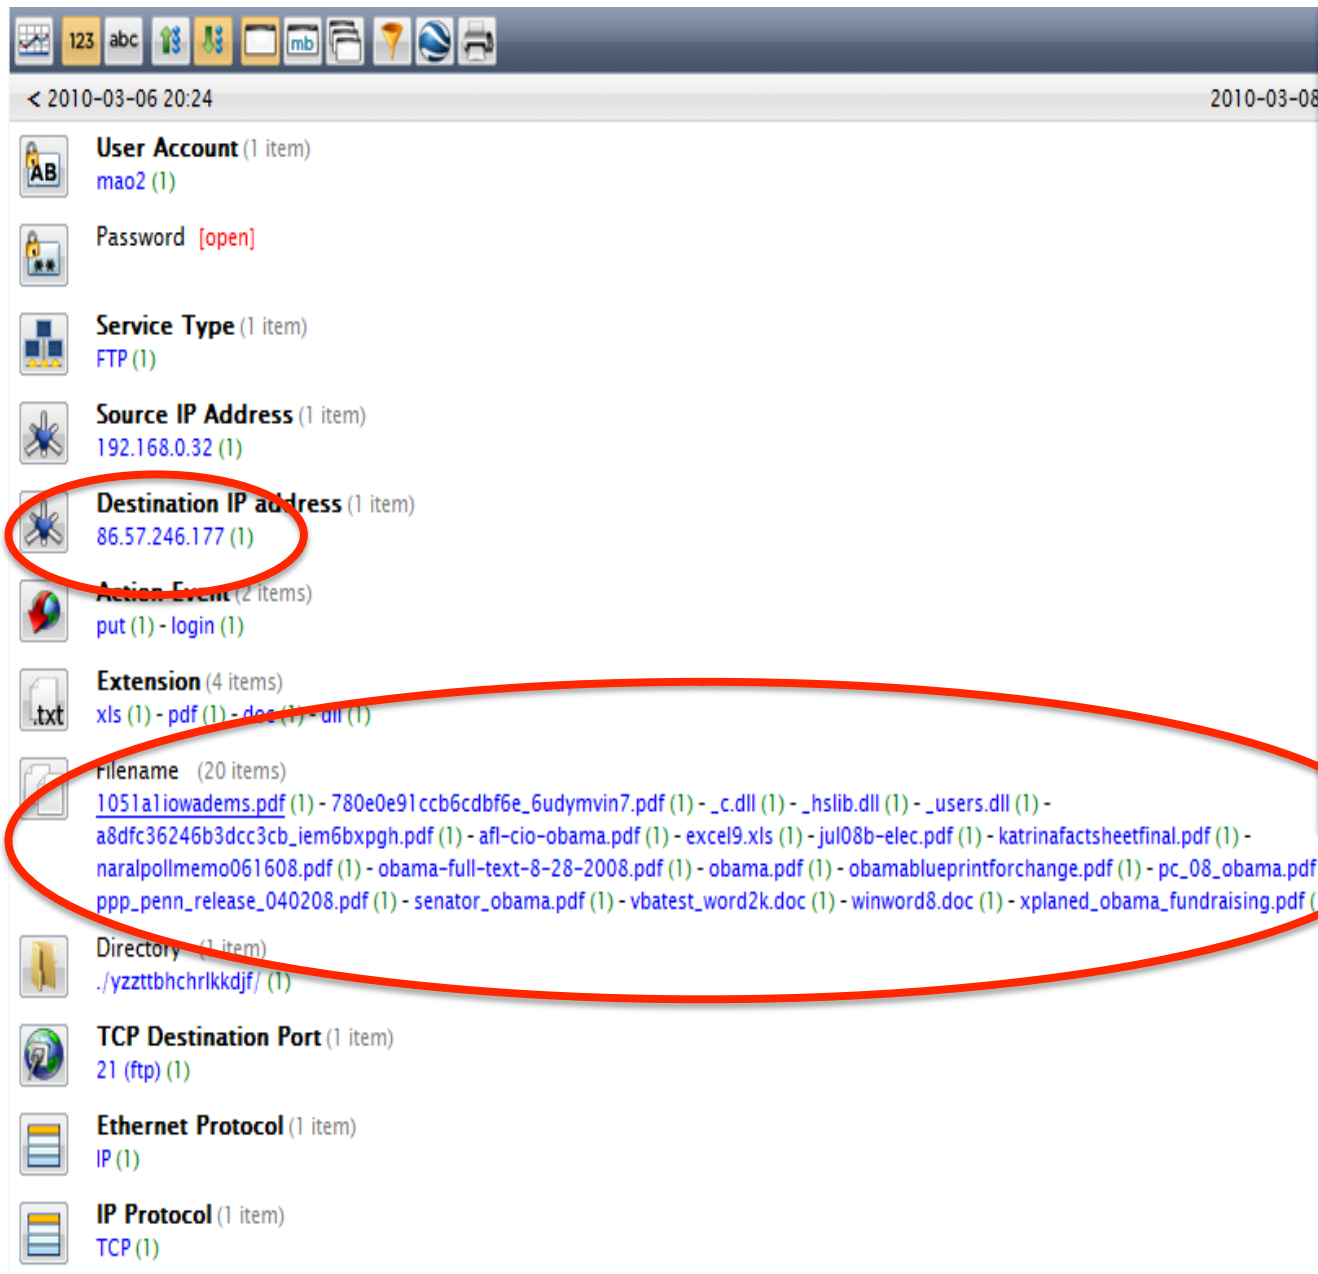 123 abc mb
< 2010-03-06 20:24 2010-03-08
AB
User Account (1 item)
mao2 (1)
**
Password [open]
Service Type (1 item)
FTP (1)
Source IP Address (1 item)
192.168.0.32 (1)
Destination IP address (1 item)
86.57.246.177 (1)
Action Event (2 items)
put (1) - login (1)
.txt
Extension (4 items)
xls (1) - pdf (1) - doc (1) - dll (1)
Filename (20 items)
1051a1iowadems.pdf (1) - 780e0e91ccb6cdbf6e_6udymvin7.pdf (1) - _c.dll (1) - _hslib.dll (1) - _users.dll (1) -
a8dfc36246b3dcc3cb_iem6bxpgh.pdf (1) - afl-cio-obama.pdf (1) - excel9.xls (1) - jul08b-elec.pdf (1) - katrinafactsheetfinal.pdf (1) -
naralpollmemo061608.pdf (1) - obama-full-text-8-28-2008.pdf (1) - obama.pdf (1) - obamablueprintforchange.pdf (1) - pc_08_obama.pdf
ppp_penn_release_040208.pdf (1) - senator_obama.pdf (1) - vbatest_word2k.doc (1) - winword8.doc (1) - xplaned_obama_fundraising.pdf (
Directory (1 item)
./yzzttbhchrlkkdjf/ (1)
TCP Destination Port (1 item)
21 (ftp) (1)
Ethernet Protocol (1 item)
IP (1)
IP Protocol (1 item)
TCP (1)